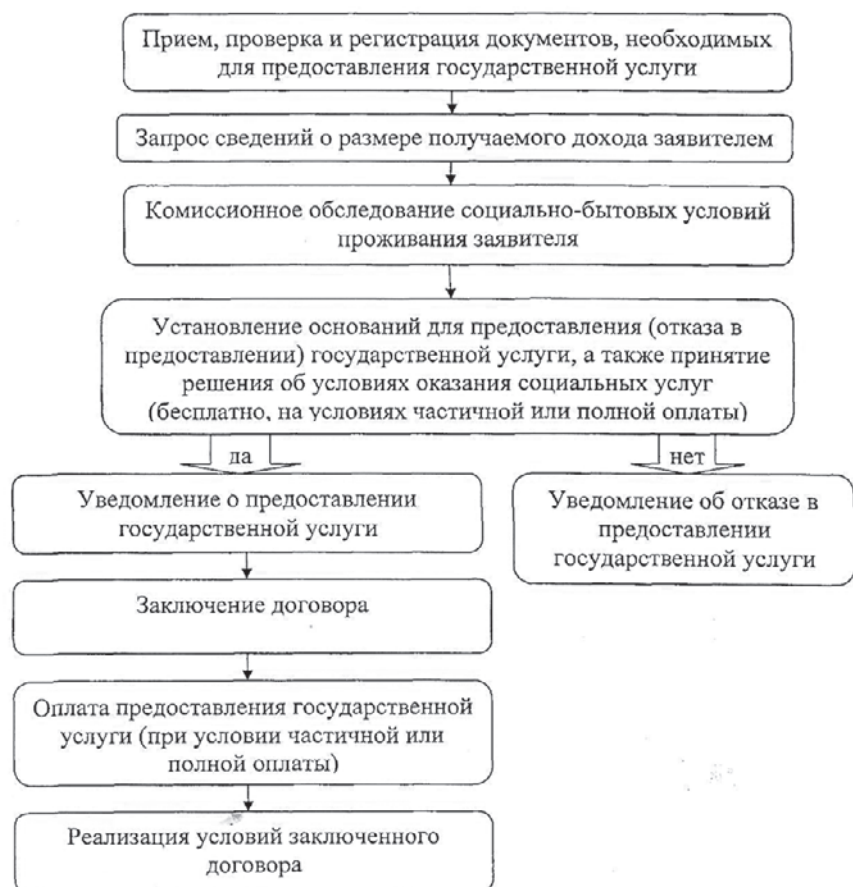 Прием, проверка и регистрация документов, необходимых
для предоставления государственной услуги
Запрос сведений о размере получаемого дохода заявителем
Комиссионное обследование социально-бытовых условий
проживания заявителя
Установление оснований для предоставления (отказа в
предоставлении) государственной услуги, а также принятие
решения об условиях оказания социальных услуг
(бесплатно, на условиях частичной или полной оплаты)
да
нет
Уведомление о предоставлении
государственной услуги
Уведомление об отказе в
предоставлении
государственной услуги
Заключение договора
Оплата предоставления государственной
услуги (при условии частичной или
полной оплаты)
Реализация условий заключенного
договора